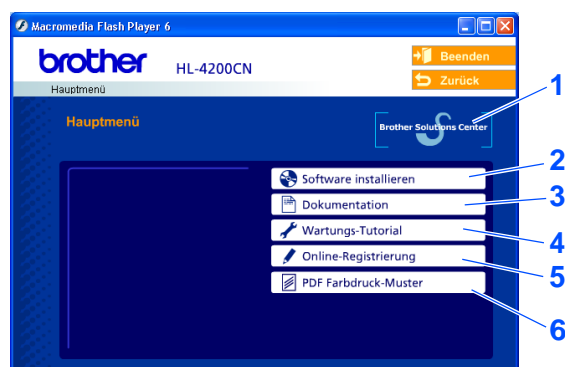 Macromedia Flash Player 6
brother
HL-4200CN
Beenden
Zurück
Hauptmenü
Hauptmenü
Brother Solutions Center
1
Software installieren
2
Dokumentation
3
Wartungs-Tutorial
4
Online-Registrierung
5
PDF Farbdruck-Muster
6